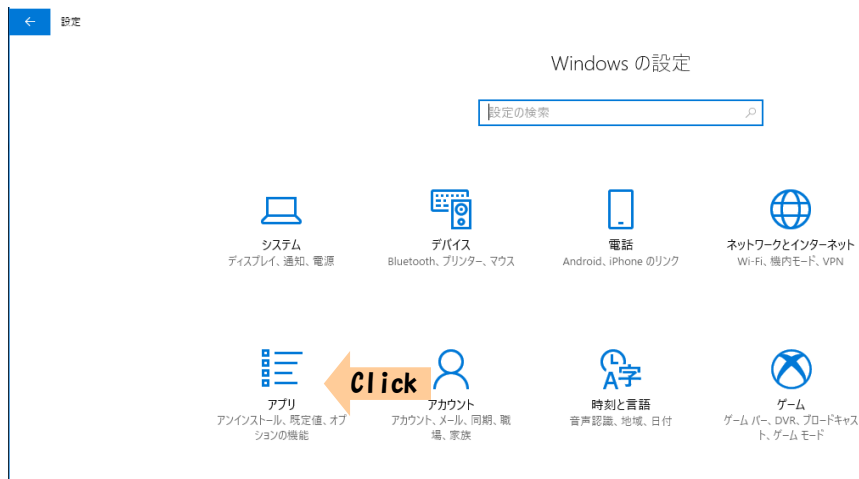 設定
Windows の設定
設定の検索
システム
ディスプレイ、通知、電源
デバイス
Bluetooth、プリンター、マウス
電話
Android、iPhone のリンク
ネットワークとインターネット
Wi-Fi、機内モード、VPN
アプリ
アンインストール、既定値、オプ
ションの機能
Click
アカウント
アカウント、メール、同期、職
場、家族
時刻と言語
音声認識、地域、日付
ゲーム
ゲーム バー、DVR、ブロードキャス
ト、ゲーム モード